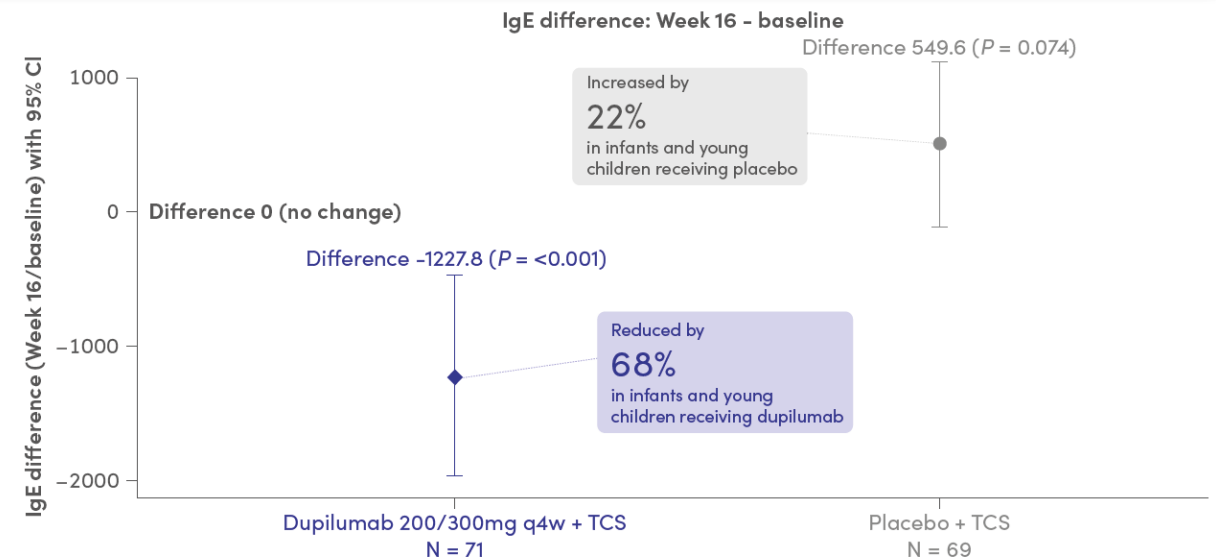 IgE difference: Week 16 - baseline
Difference 549.6 (P = 0.074)
IgE difference (Week 16/baseline) with 95% CI
1000
0
−1000
−2000
Increased by
22%
in infants and young
children receiving placebo
Difference 0 (no change)
Difference -1227.8 (P = <0.001)
Reduced by
68%
in infants and young
children receiving dupilumab
Dupilumab 200/300mg q4w + TCS
N = 71
Placebo + TCS
N = 69